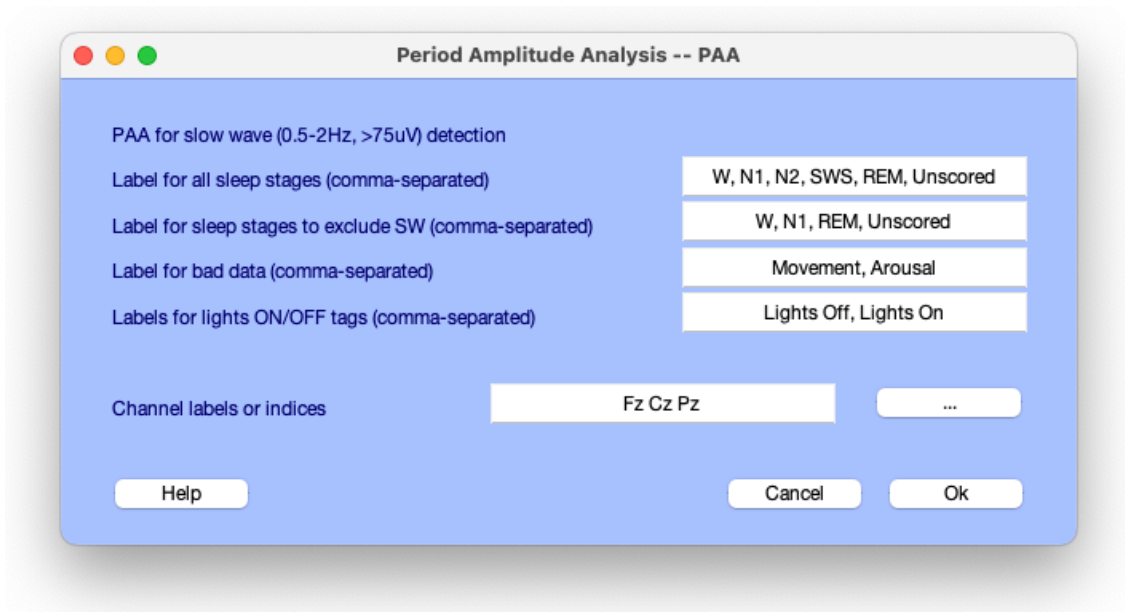 Period Amplitude Analysis -- PAA
PAA for slow wave (0.5-2Hz, >75uV) detection
Label for all sleep stages (comma-separated) W, N1, N2, SWS, REM, Unscored
Label for sleep stages to exclude SW (comma-separated) W, N1, REM, Unscored
Label for bad data (comma-separated) Movement, Arousal
Labels for lights ON/OFF tags (comma-separated) Lights Off, Lights On
Channel labels or indices Fz Cz Pz ...
Help Cancel Ok